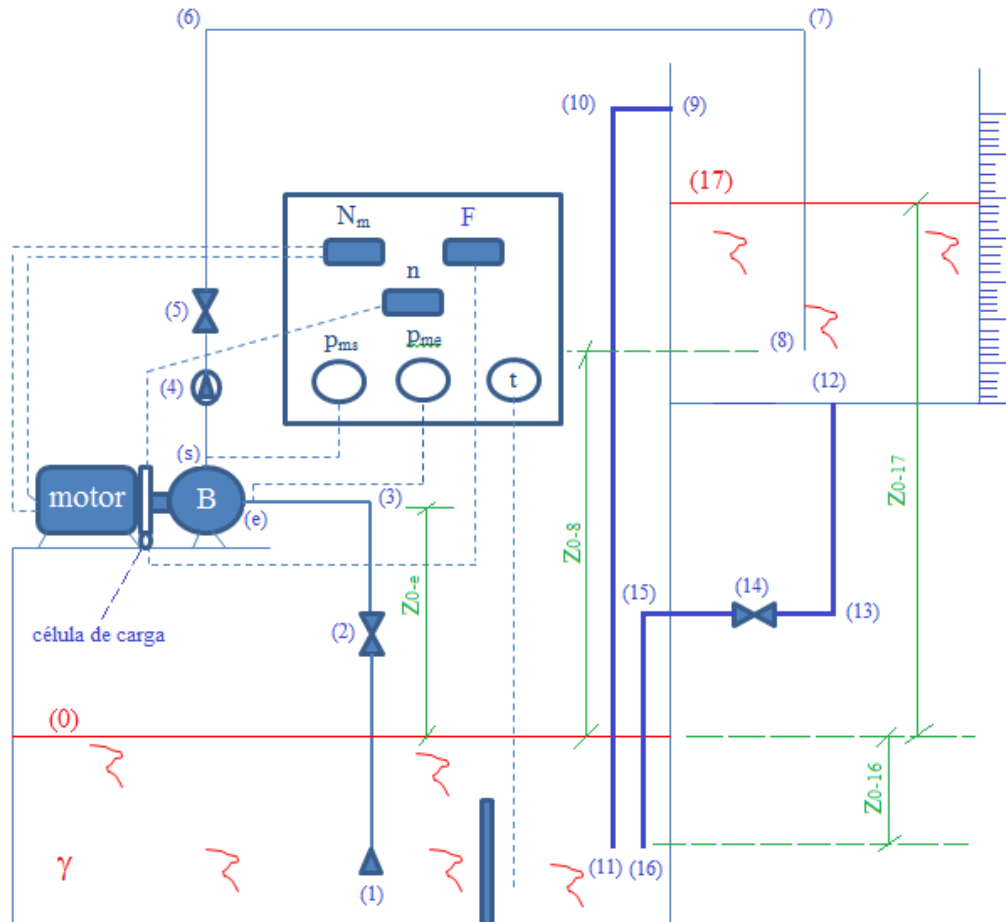 (6)
(7)
(10)
(9)
(17)
Nm
F
n
(5)
pms
pme
t
(8)
(4)
(12)
(s)
motor
B
(3)
(e)
Z0-8
Z0-17
Z0-e
(14)
(15)
(13)
célula de carga
(2)
(0)
Z0-16
γ
(1)
(11)
(16)